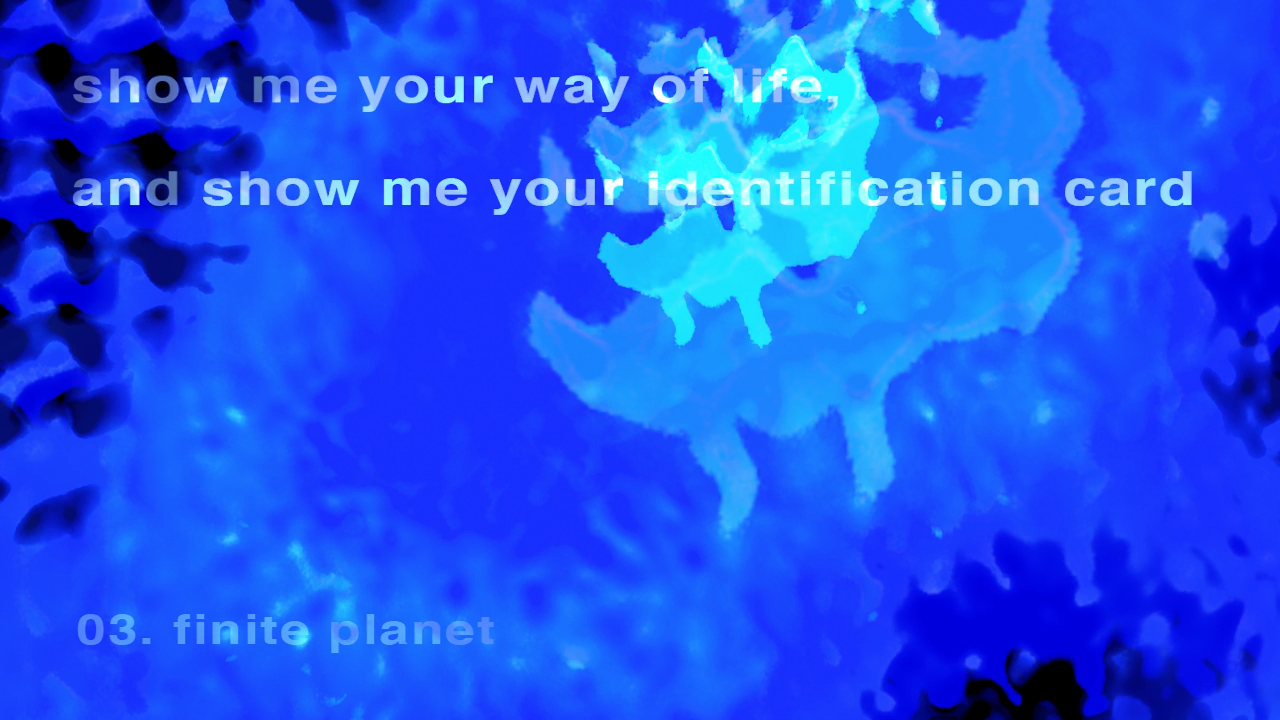 show me your way of life,
and show me your identification card
03. finite planet